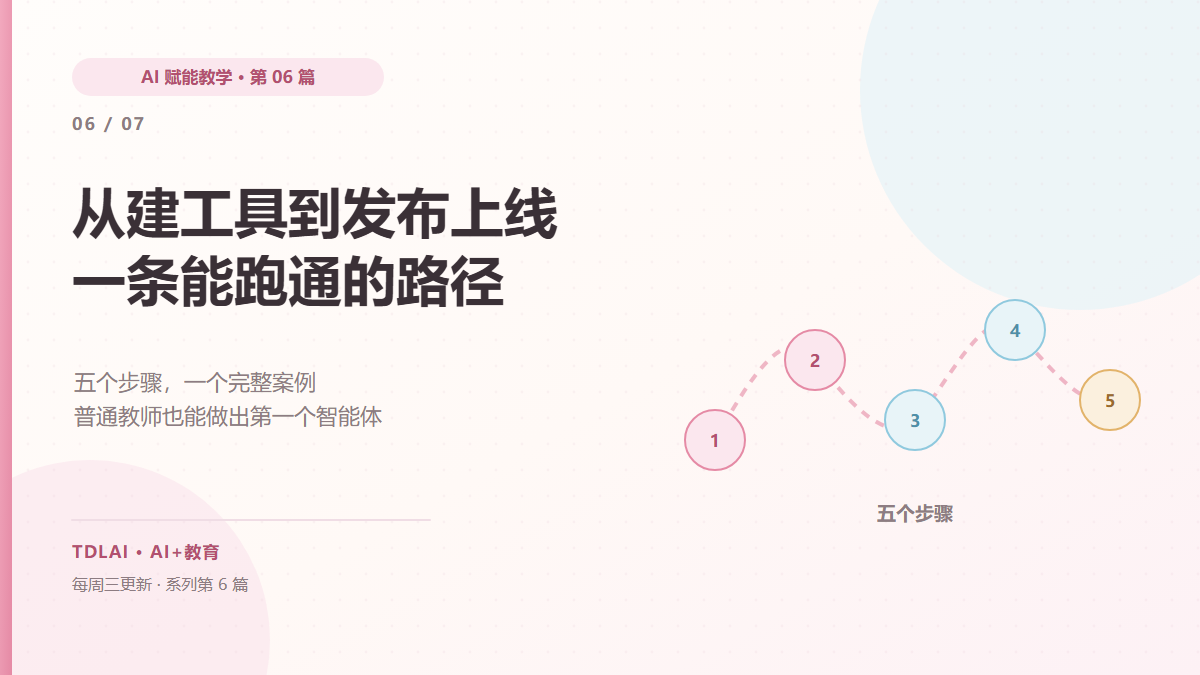 AI 赋能教学 • 第 06 篇
06 / 07
从建工具到发布上线
一条能跑通的路径
五个步骤，一个完整案例
普通教师也能做出第一个智能体
1
2
3
4
5
五个步骤
TDLAI • AI+教育
每周三更新 · 系列第 6 篇